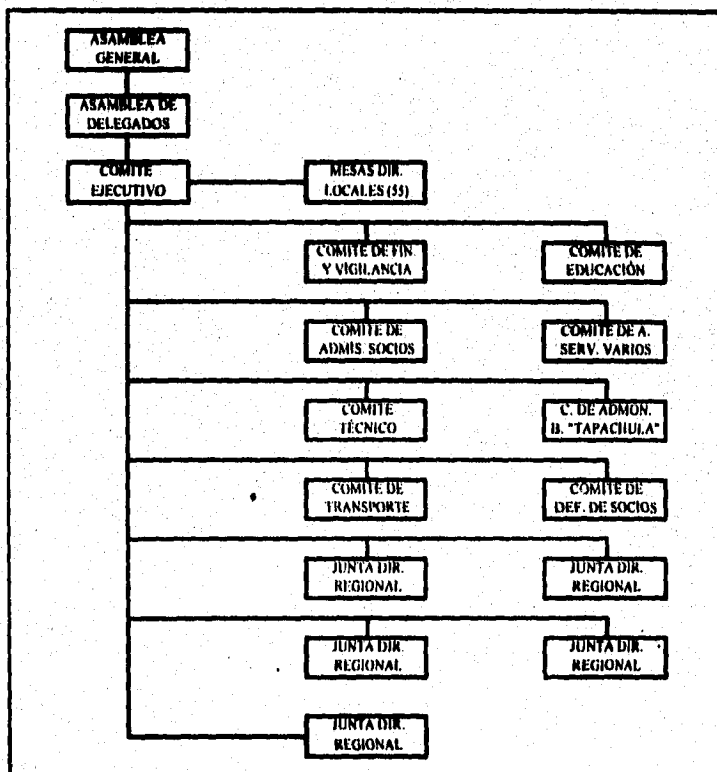 ASAMBLEA
GENERAL
ASAMBLEA DE
DELEGADOS
COMITE
EJECUTIVO
MESAS DIR.
LOCALES (55)
COMITE DE FIN.
Y VIGILANCIA
COMITE DE
EDUCACIÓN
COMITE DE
ADMIS. SOCIOS
COMITE DE A.
SERV. VARIOS
COMITE
TÉCNICO
C. DE ADMON.
B. "TAPACHULA"
COMITE DE
TRANSPORTE
COMITE DE
DEF. DE SOCIOS
JUNTA DIR.
REGIONAL
JUNTA DIR.
REGIONAL
JUNTA DIR.
REGIONAL
JUNTA DIR.
REGIONAL
JUNTA DIR.
REGIONAL